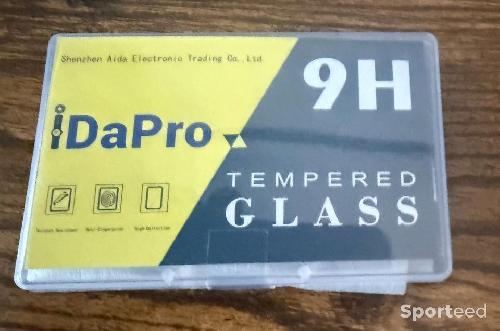 Shenzhen Aida Electronic Trading Co., Ltd
9H
iDaPro
TEMPERED
GLASS
Sporteed